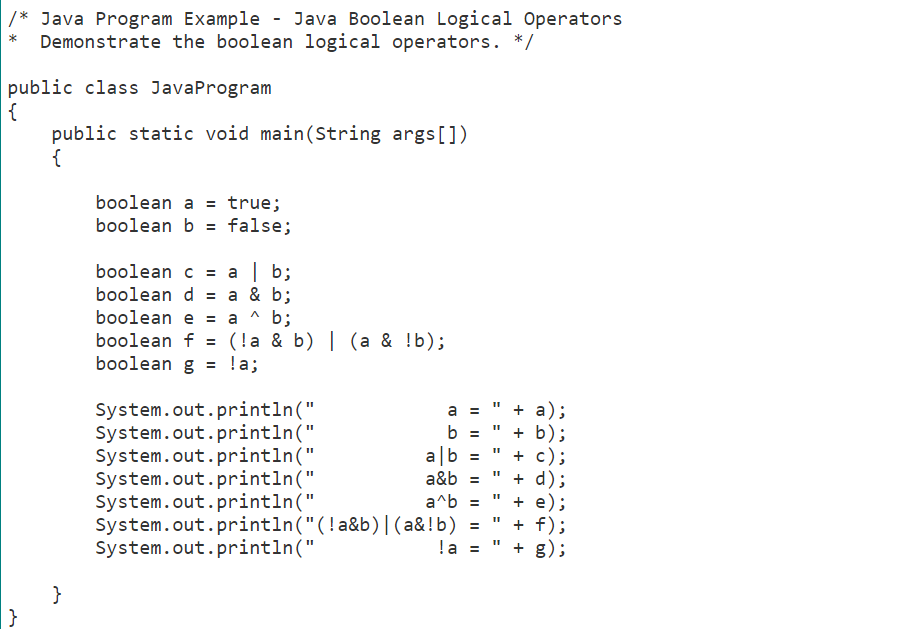 /* Java Program Example - Java Boolean Logical Operators
*  Demonstrate the boolean logical operators. */

public class JavaProgram
{
    public static void main(String args[])
    {

        boolean a = true;
        boolean b = false;

        boolean c = a | b;
        boolean d = a & b;
        boolean e = a ^ b;
        boolean f = (!a & b) | (a & !b);
        boolean g = !a;

        System.out.println("            a = " + a);
        System.out.println("            b = " + b);
        System.out.println("          a|b = " + c);
        System.out.println("          a&b = " + d);
        System.out.println("          a^b = " + e);
        System.out.println("(!a&b)|(a&!b) = " + f);
        System.out.println("           !a = " + g);

    }
}